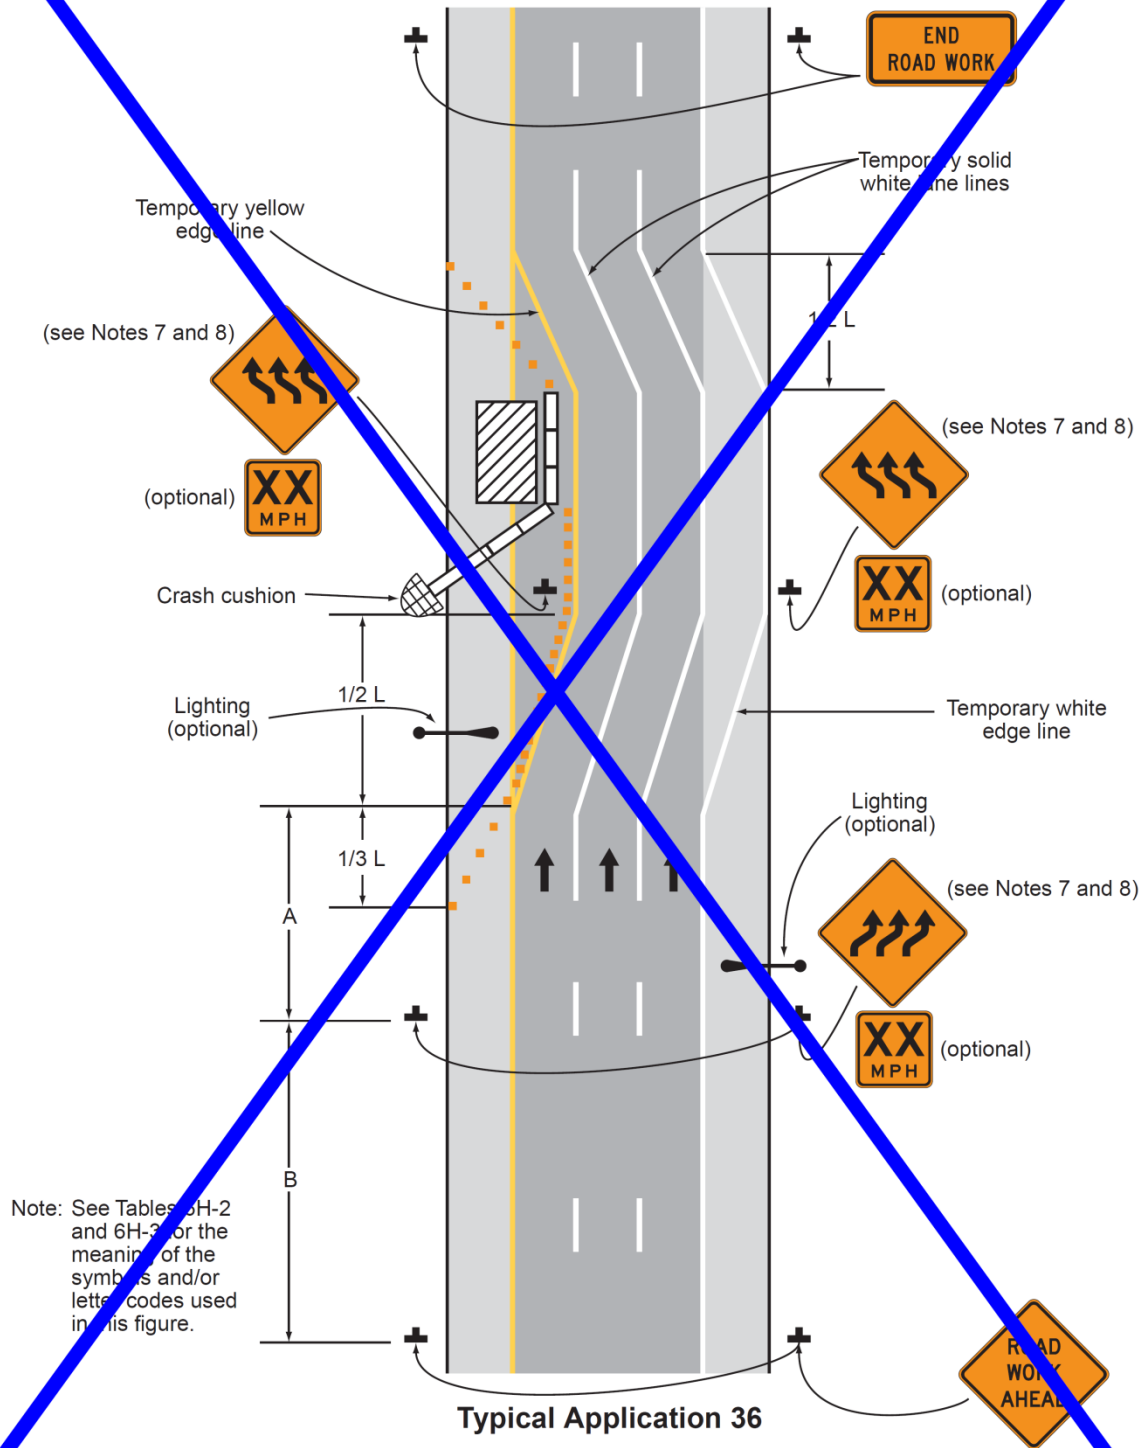 END
ROAD WORK
Temporary solid
white lane lines
Temporary yellow
edge line
1/2 L
(see Notes 7 and 8)
(see Notes 7 and 8)
XX
MPH
(optional)
XX
MPH
(optional)
Crash cushion
1/2 L
Lighting
(optional)
Temporary white
edge line
Lighting
(optional)
1/3 L
(see Notes 7 and 8)
A
XX
MPH
(optional)
B
Note: See Tables 6H-2
and 6H-3 for the
meaning of the
symbols and/or
letter codes used
in this figure.
ROAD
WORK
AHEAD
Typical Application 36